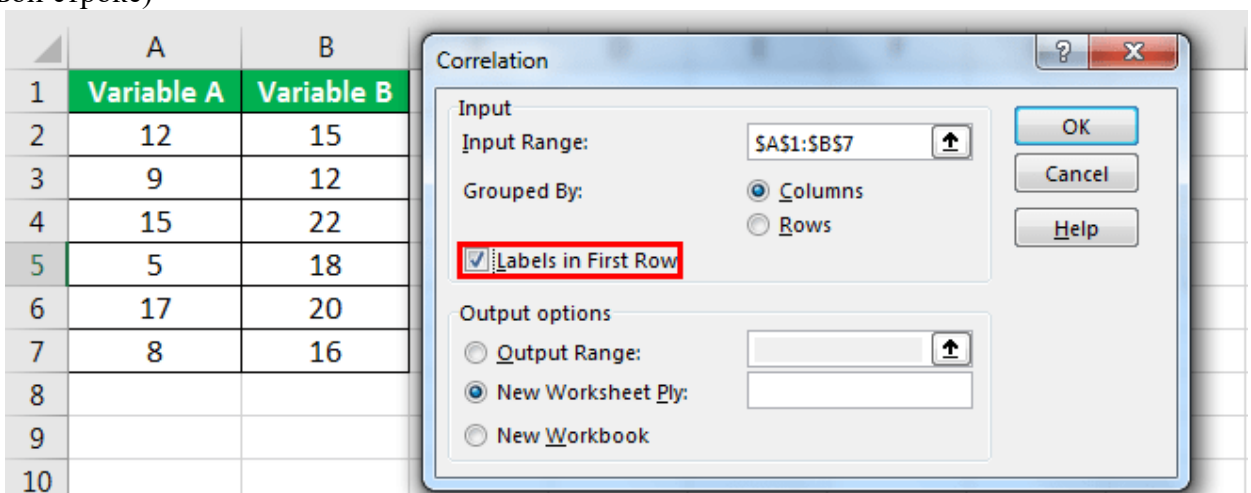 A B
1 Variable A Variable B
2 12 15
3 9 12
4 15 22
5 5 18
6 17 20
7 8 16
8
9
10
Correlation
Input
Input Range: $A$1:$B$7
OK
Cancel
Grouped By: Columns
Rows
Help
Labels in First Row
Output options
Output Range:
New Worksheet Ply:
New Workbook